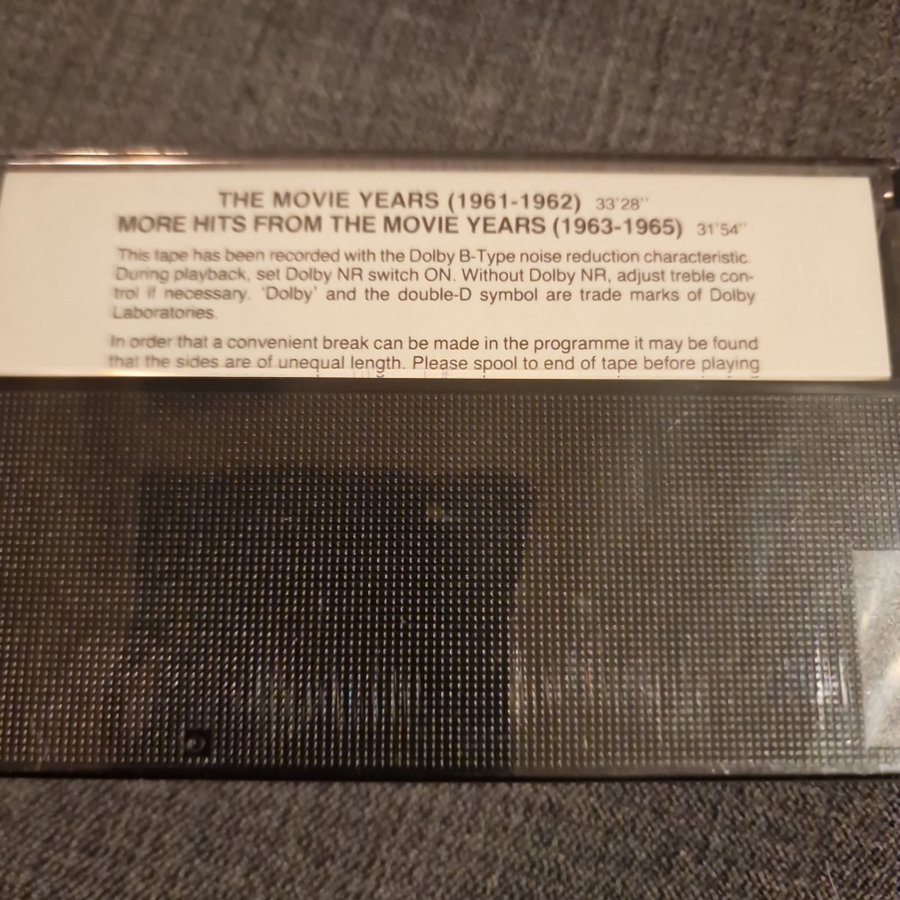 THE MOVIE YEARS (1961-1962) 33'28''
MORE HITS FROM THE MOVIE YEARS (1963-1965) 31'54''
This tape has been recorded with the Dolby B-Type noise reduction characteristic.
During playback, set Dolby NR switch ON. Without Dolby NR, adjust treble con-
trol if necessary. 'Dolby' and the double-D symbol are trade marks of Dolby
Laboratories.
In order that a convenient break can be made in the programme it may be found
that the sides are of unequal length. Please spool to end of tape before playing